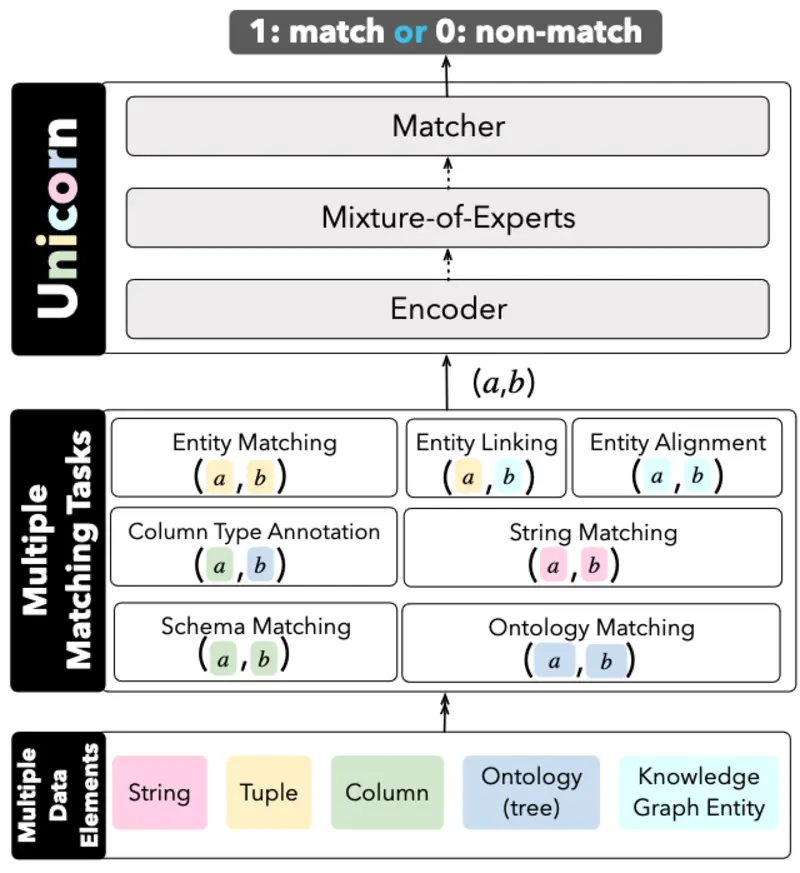 1: match or 0: non-match
Unicorn
Matcher
Mixture-of-Experts
Encoder
(a,b)
Multiple
Matching Tasks
Entity Matching
(a, b)
Entity Linking
(a, b)
Entity Alignment
(a, b)
Column Type Annotation
(a, b)
String Matching
(a, b)
Schema Matching
(a, b)
Ontology Matching
(a, b)
Multiple
Data
Elements
String
Tuple
Column
Ontology
(tree)
Knowledge
Graph Entity